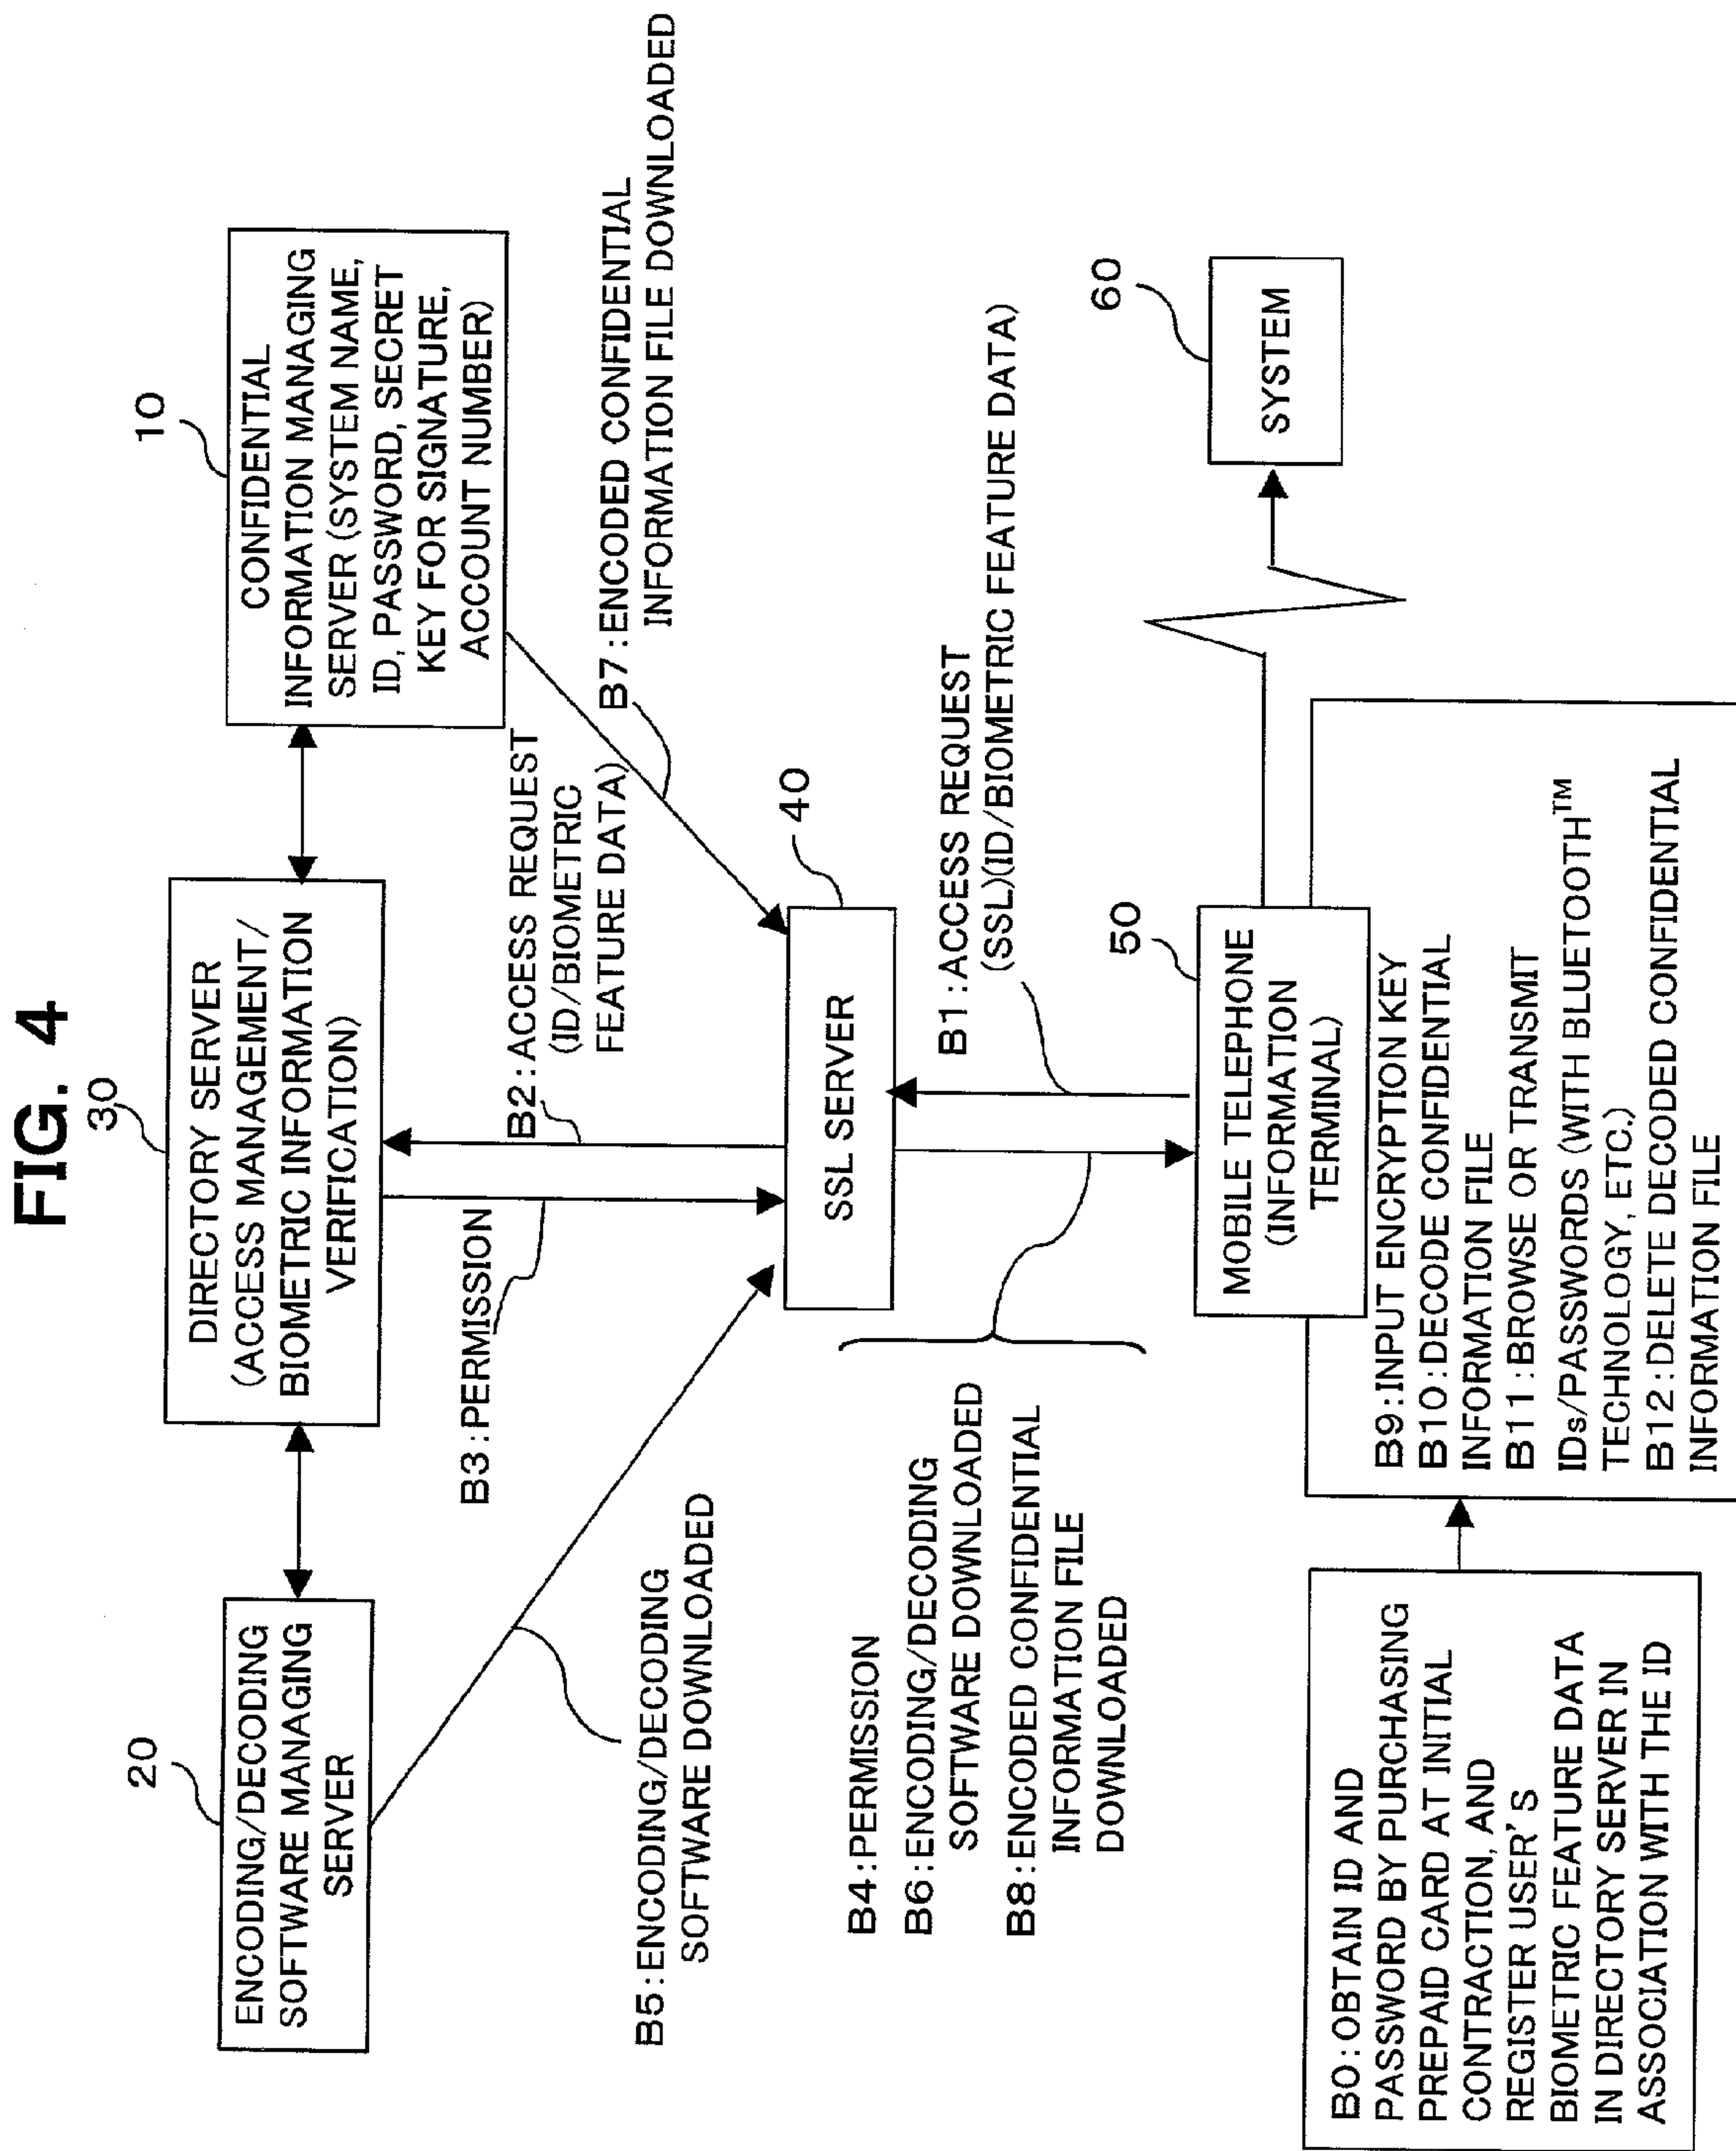 FIG. 4
20
ENCODING/DECODING
SOFTWARE MANAGING
SERVER
30
DIRECTORY SERVER
(ACCESS MANAGEMENT/
BIOMETRIC INFORMATION
VERIFICATION)
10
CONFIDENTIAL
INFORMATION MANAGING
SERVER (SYSTEM NAME,
ID, PASSWORD, SECRET
KEY FOR SIGNATURE,
ACCOUNT NUMBER)
B3:PERMISSION
B2:ACCESS REQUEST
(ID/BIOMETRIC
FEATURE DATA)
B7:ENCODED CONFIDENTIAL
INFORMATION FILE DOWNLOADED
B5:ENCODING/DECODING
SOFTWARE DOWNLOADED
40
SSL SERVER
B4:PERMISSION
B6:ENCODING/DECODING
SOFTWARE DOWNLOADED
B8:ENCODED CONFIDENTIAL
INFORMATION FILE
DOWNLOADED
B1:ACCESS REQUEST
(SSL)(ID/BIOMETRIC FEATURE DATA)
50
MOBILE TELEPHONE
(INFORMATION
TERMINAL)
60
SYSTEM
B0:OBTAIN ID AND
PASSWORD BY PURCHASING
PREPAID CARD AT INITIAL
CONTRACTION, AND
REGISTER USER'S
BIOMETRIC FEATURE DATA
IN DIRECTORY SERVER IN
ASSOCIATION WITH THE ID
B9:INPUT ENCRYPTION KEY
B10:DECODE CONFIDENTIAL
INFORMATION FILE
B11:BROWSE OR TRANSMIT
IDs/PASSWORDS (WITH BLUETOOTH™
TECHNOLOGY, ETC.)
B12:DELETE DECODED CONFIDENTIAL
INFORMATION FILE